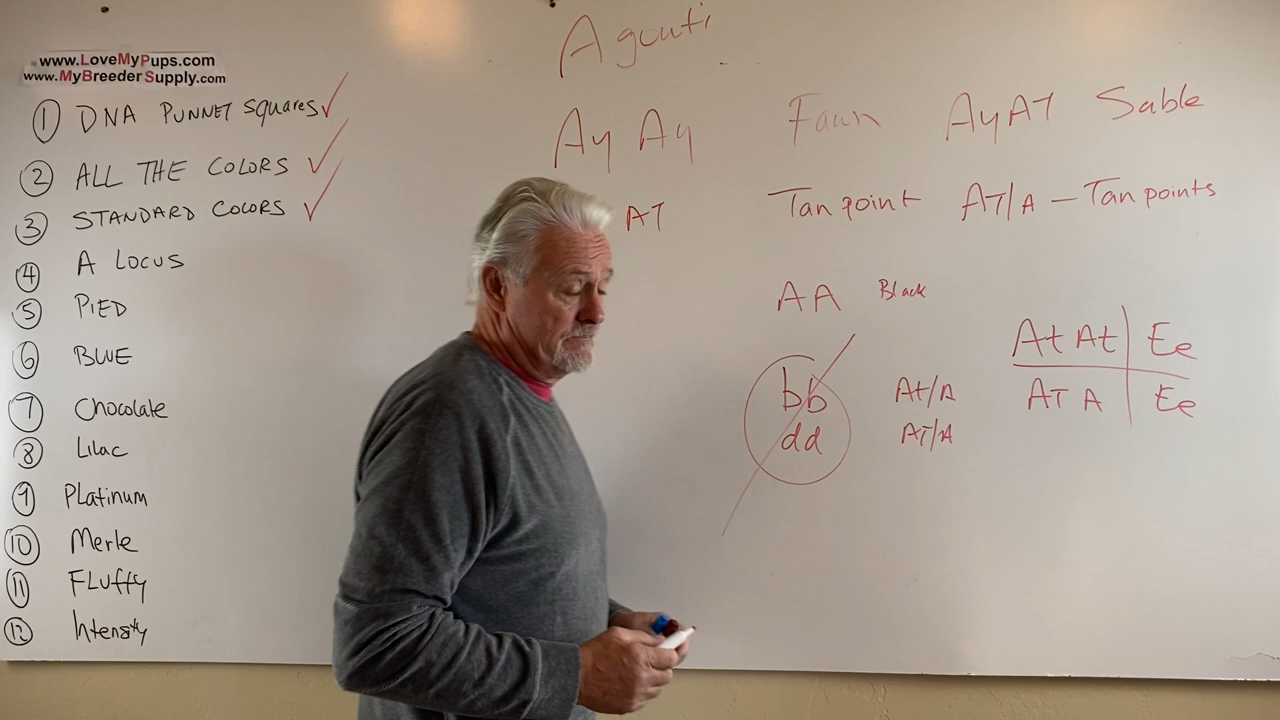 www.LoveMyPups.com
www.MyBreederSupply.com
1 DNA PUNNET squares ✓
2 ALL THE COLORS ✓
3 STANDARD COLORS ✓
4 A LOCUS
5 PIED
6 BLUE
7 Chocolate
8 Lilac
9 Platinum
10 Merle
11 FLuffy
12 Intensity
Agouti
Ay Ay Fawn AyAT Sable
AT Tan point AT/A – Tan points
AA Black
bb At/A
dd AT/A
At At Ee
AT A Ee